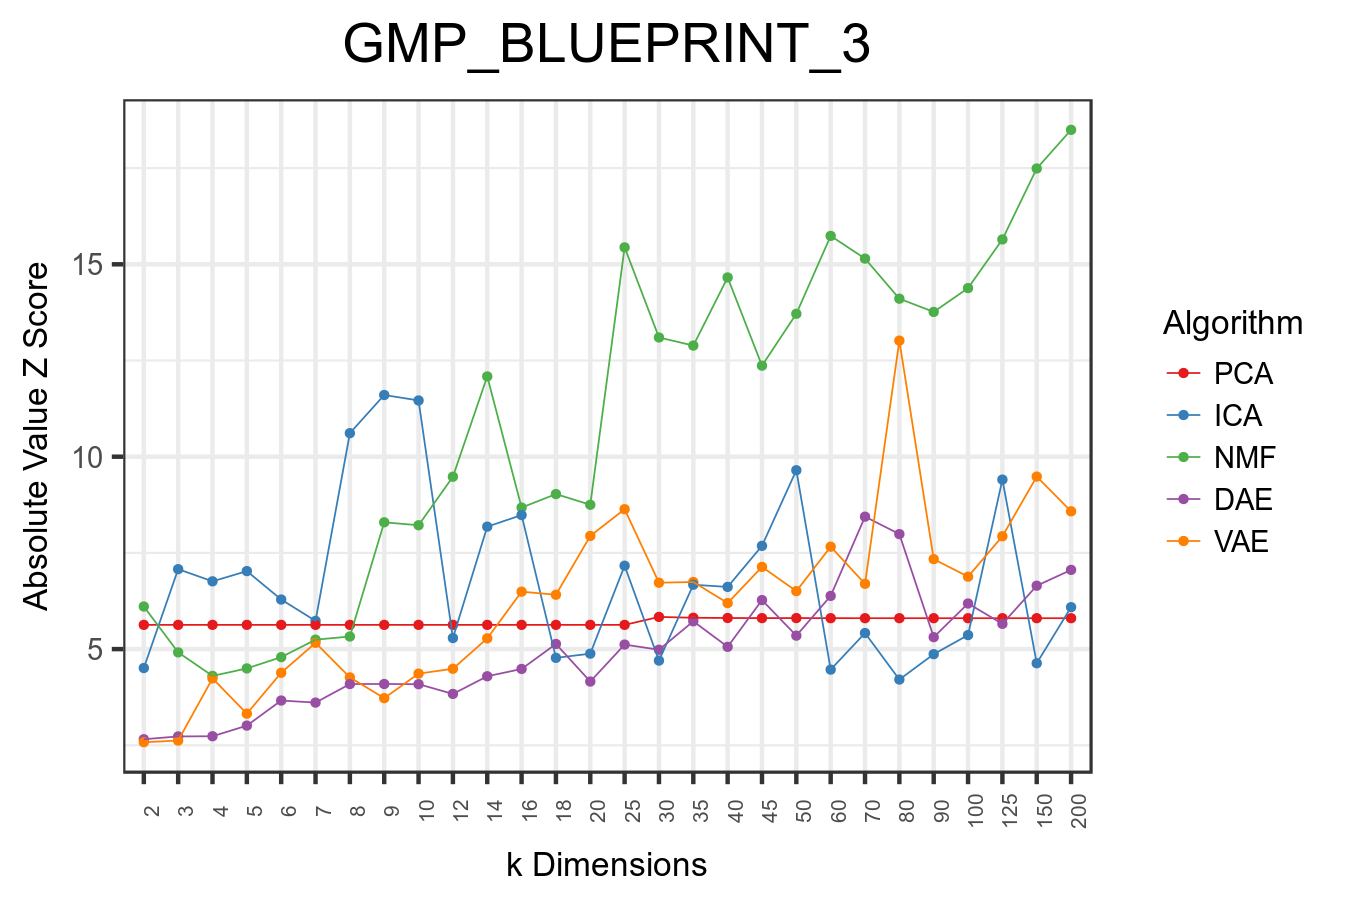 GMP_BLUEPRINT_3
Absolute Value Z Score
15
10
5
2 3 4 5 6 7 8 9 10 12 14 16 18 20 25 30 35 40 45 50 60 70 80 90 100 125 150 200
k Dimensions
Algorithm
PCA
ICA
NMF
DAE
VAE